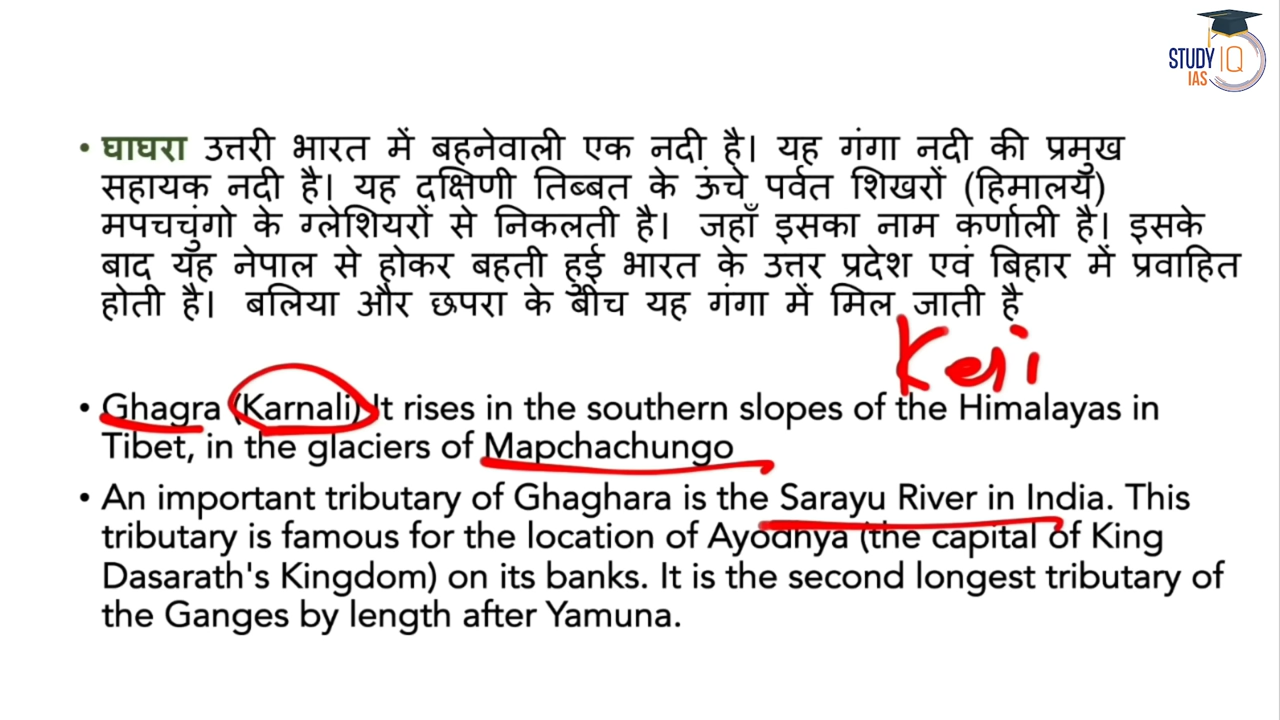 STUDY IQ
IAS
• घाघरा उत्तरी भारत में बहनेवाली एक नदी है। यह गंगा नदी की प्रमुख
सहायक नदी है। यह दक्षिणी तिब्बत के ऊंचे पर्वत शिखरों (हिमालय)
मपचचुंगो के ग्लेशियरों से निकलती है। जहाँ इसका नाम कर्णाली है। इसके
बाद यह नेपाल से होकर बहती हुई भारत के उत्तर प्रदेश एवं बिहार में प्रवाहित
होती है। बलिया और छपरा के बीच यह गंगा में मिल जाती है
• Ghagra (Karnali) It rises in the southern slopes of the Himalayas in
Tibet, in the glaciers of Mapchachungo
• An important tributary of Ghaghara is the Sarayu River in India. This
tributary is famous for the location of Ayodhya (the capital of King
Dasarath's Kingdom) on its banks. It is the second longest tributary of
the Ganges by length after Yamuna.